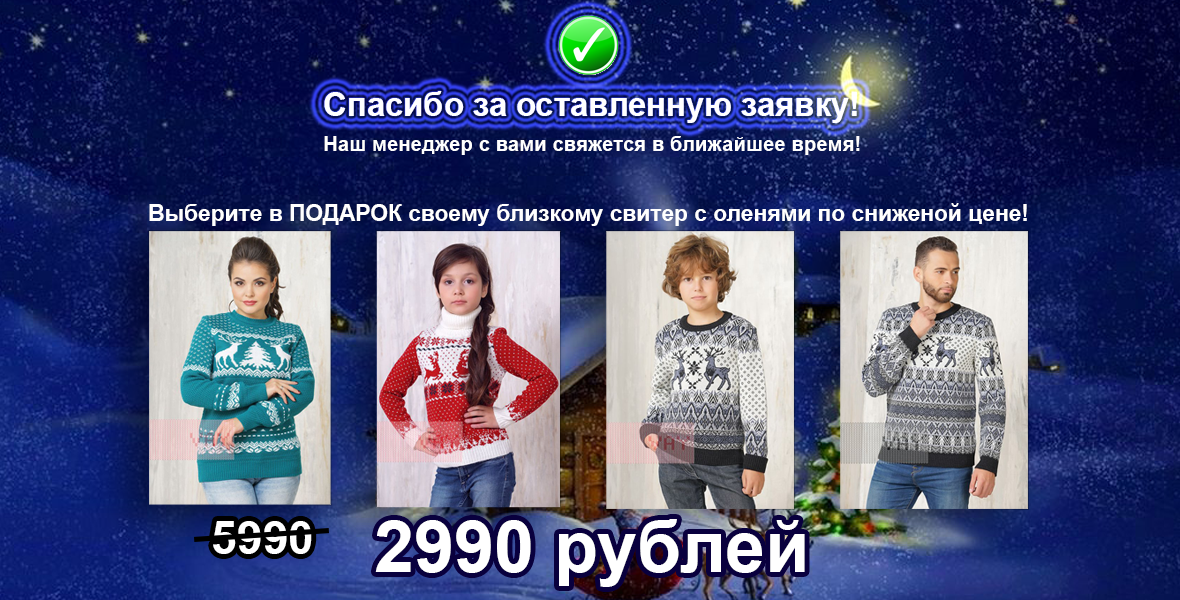 Спасибо за оставленную заявку!
Наш менеджер с вами свяжется в ближайшее время!
Выберите в ПОДАРОК своему близкому свитер с оленями по сниженой цене!
5990
2990 рублей